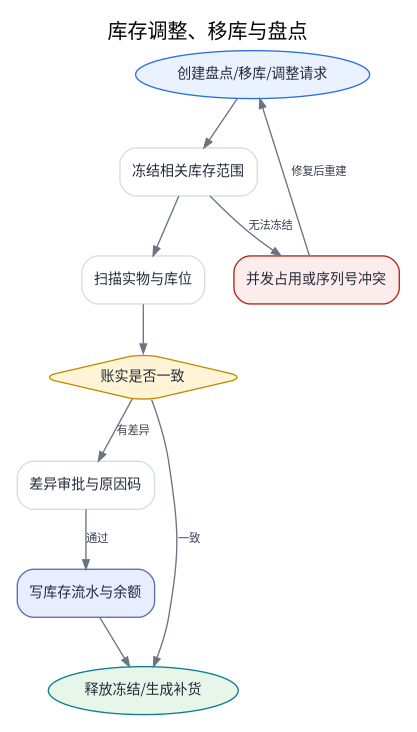 库存调整、移库与盘点
创建盘点/移库/调整请求
冻结相关库存范围
修复后重建
无法冻结
扫描实物与库位
并发占用或序列号冲突
账实是否一致
有差异
差异审批与原因码
通过
一致
写库存流水与余额
释放冻结/生成补货